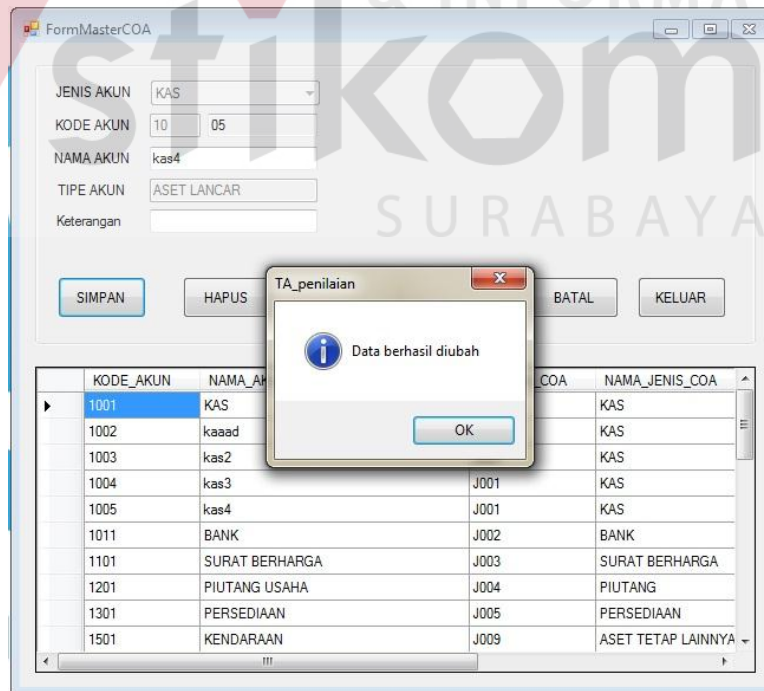 & INFORMA
stikom
SURABAYA
FormMasterCOA
JENIS AKUN KAS
KODE AKUN 10 05
NAMA AKUN kas4
TIPE AKUN ASET LANCAR
Keterangan
SIMPAN HAPUS BATAL KELUAR
TA_penilaian
Data berhasil diubah
OK
KODE_AKUN NAMA_AK _COA NAMA_JENIS_COA
1001 KAS KAS
1002 kaaad KAS
1003 kas2 KAS
1004 kas3 J001 KAS
1005 kas4 J001 KAS
1011 BANK J002 BANK
1101 SURAT BERHARGA J003 SURAT BERHARGA
1201 PIUTANG USAHA J004 PIUTANG
1301 PERSEDIAAN J005 PERSEDIAAN
1501 KENDARAAN J009 ASET TETAP LAINNYA